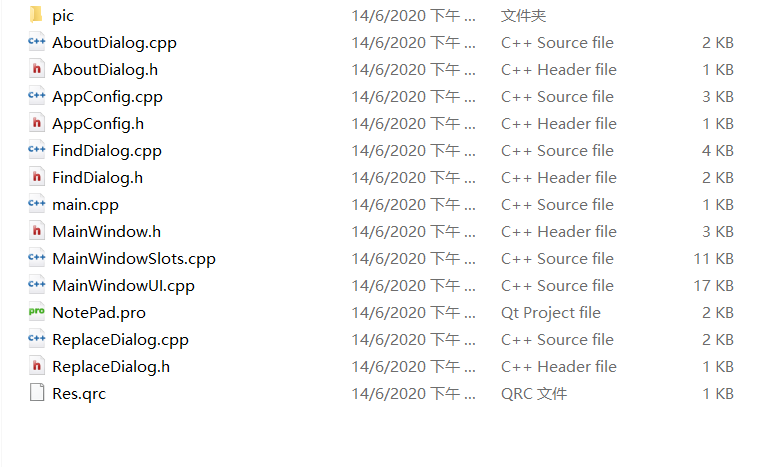 pic 14/6/2020 下午 ... 文件夹
AboutDialog.cpp 14/6/2020 下午 ... C++ Source file 2 KB
AboutDialog.h 14/6/2020 下午 ... C++ Header file 1 KB
AppConfig.cpp 14/6/2020 下午 ... C++ Source file 3 KB
AppConfig.h 14/6/2020 下午 ... C++ Header file 1 KB
FindDialog.cpp 14/6/2020 下午 ... C++ Source file 4 KB
FindDialog.h 14/6/2020 下午 ... C++ Header file 2 KB
main.cpp 14/6/2020 下午 ... C++ Source file 1 KB
MainWindow.h 14/6/2020 下午 ... C++ Header file 3 KB
MainWindowSlots.cpp 14/6/2020 下午 ... C++ Source file 11 KB
MainWindowUI.cpp 14/6/2020 下午 ... C++ Source file 17 KB
NotePad.pro 14/6/2020 下午 ... Qt Project file 2 KB
ReplaceDialog.cpp 14/6/2020 下午 ... C++ Source file 2 KB
ReplaceDialog.h 14/6/2020 下午 ... C++ Header file 1 KB
Res.qrc 14/6/2020 下午 ... QRC 文件 1 KB